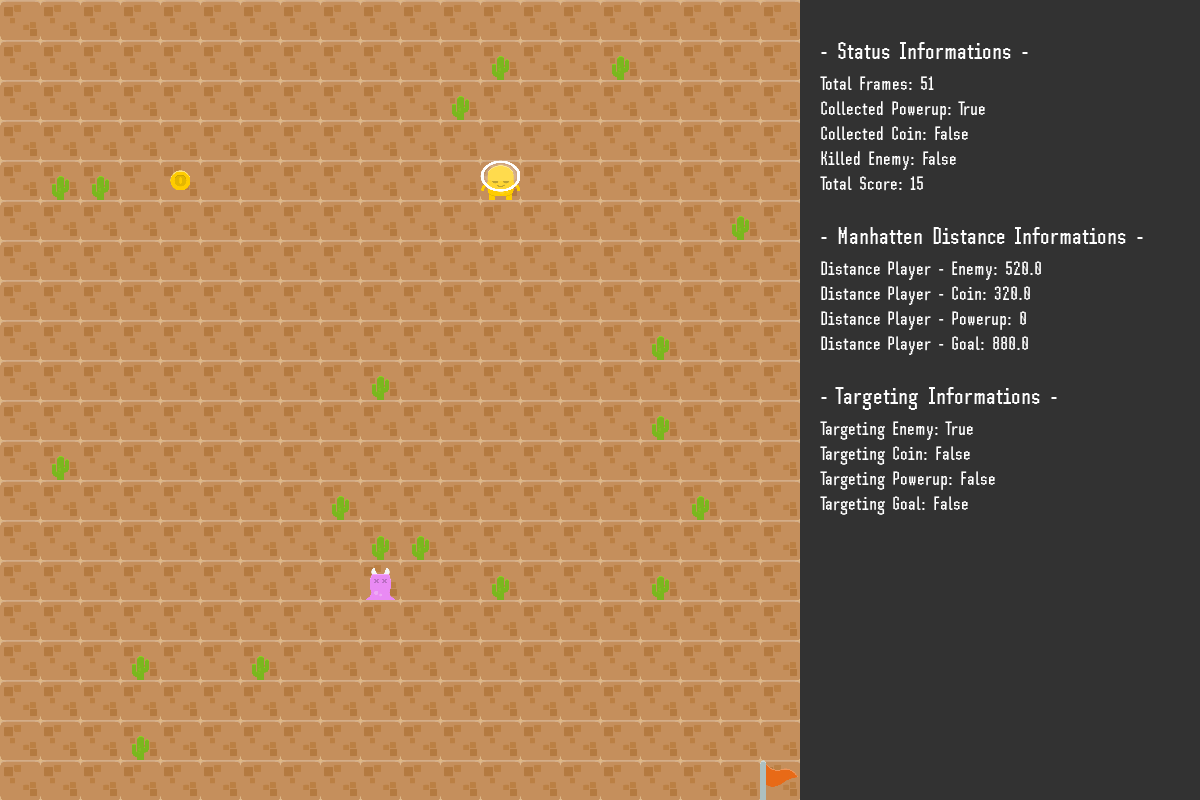 - Status Informations -
Total Frames: 51
Collected Powerup: True
Collected Coin: False
Killed Enemy: False
Total Score: 15
- Manhatten Distance Informations -
Distance Player - Enemy: 520.0
Distance Player - Coin: 320.0
Distance Player - Powerup: 0
Distance Player - Goal: 880.0
- Targeting Informations -
Targeting Enemy: True
Targeting Coin: False
Targeting Powerup: False
Targeting Goal: False